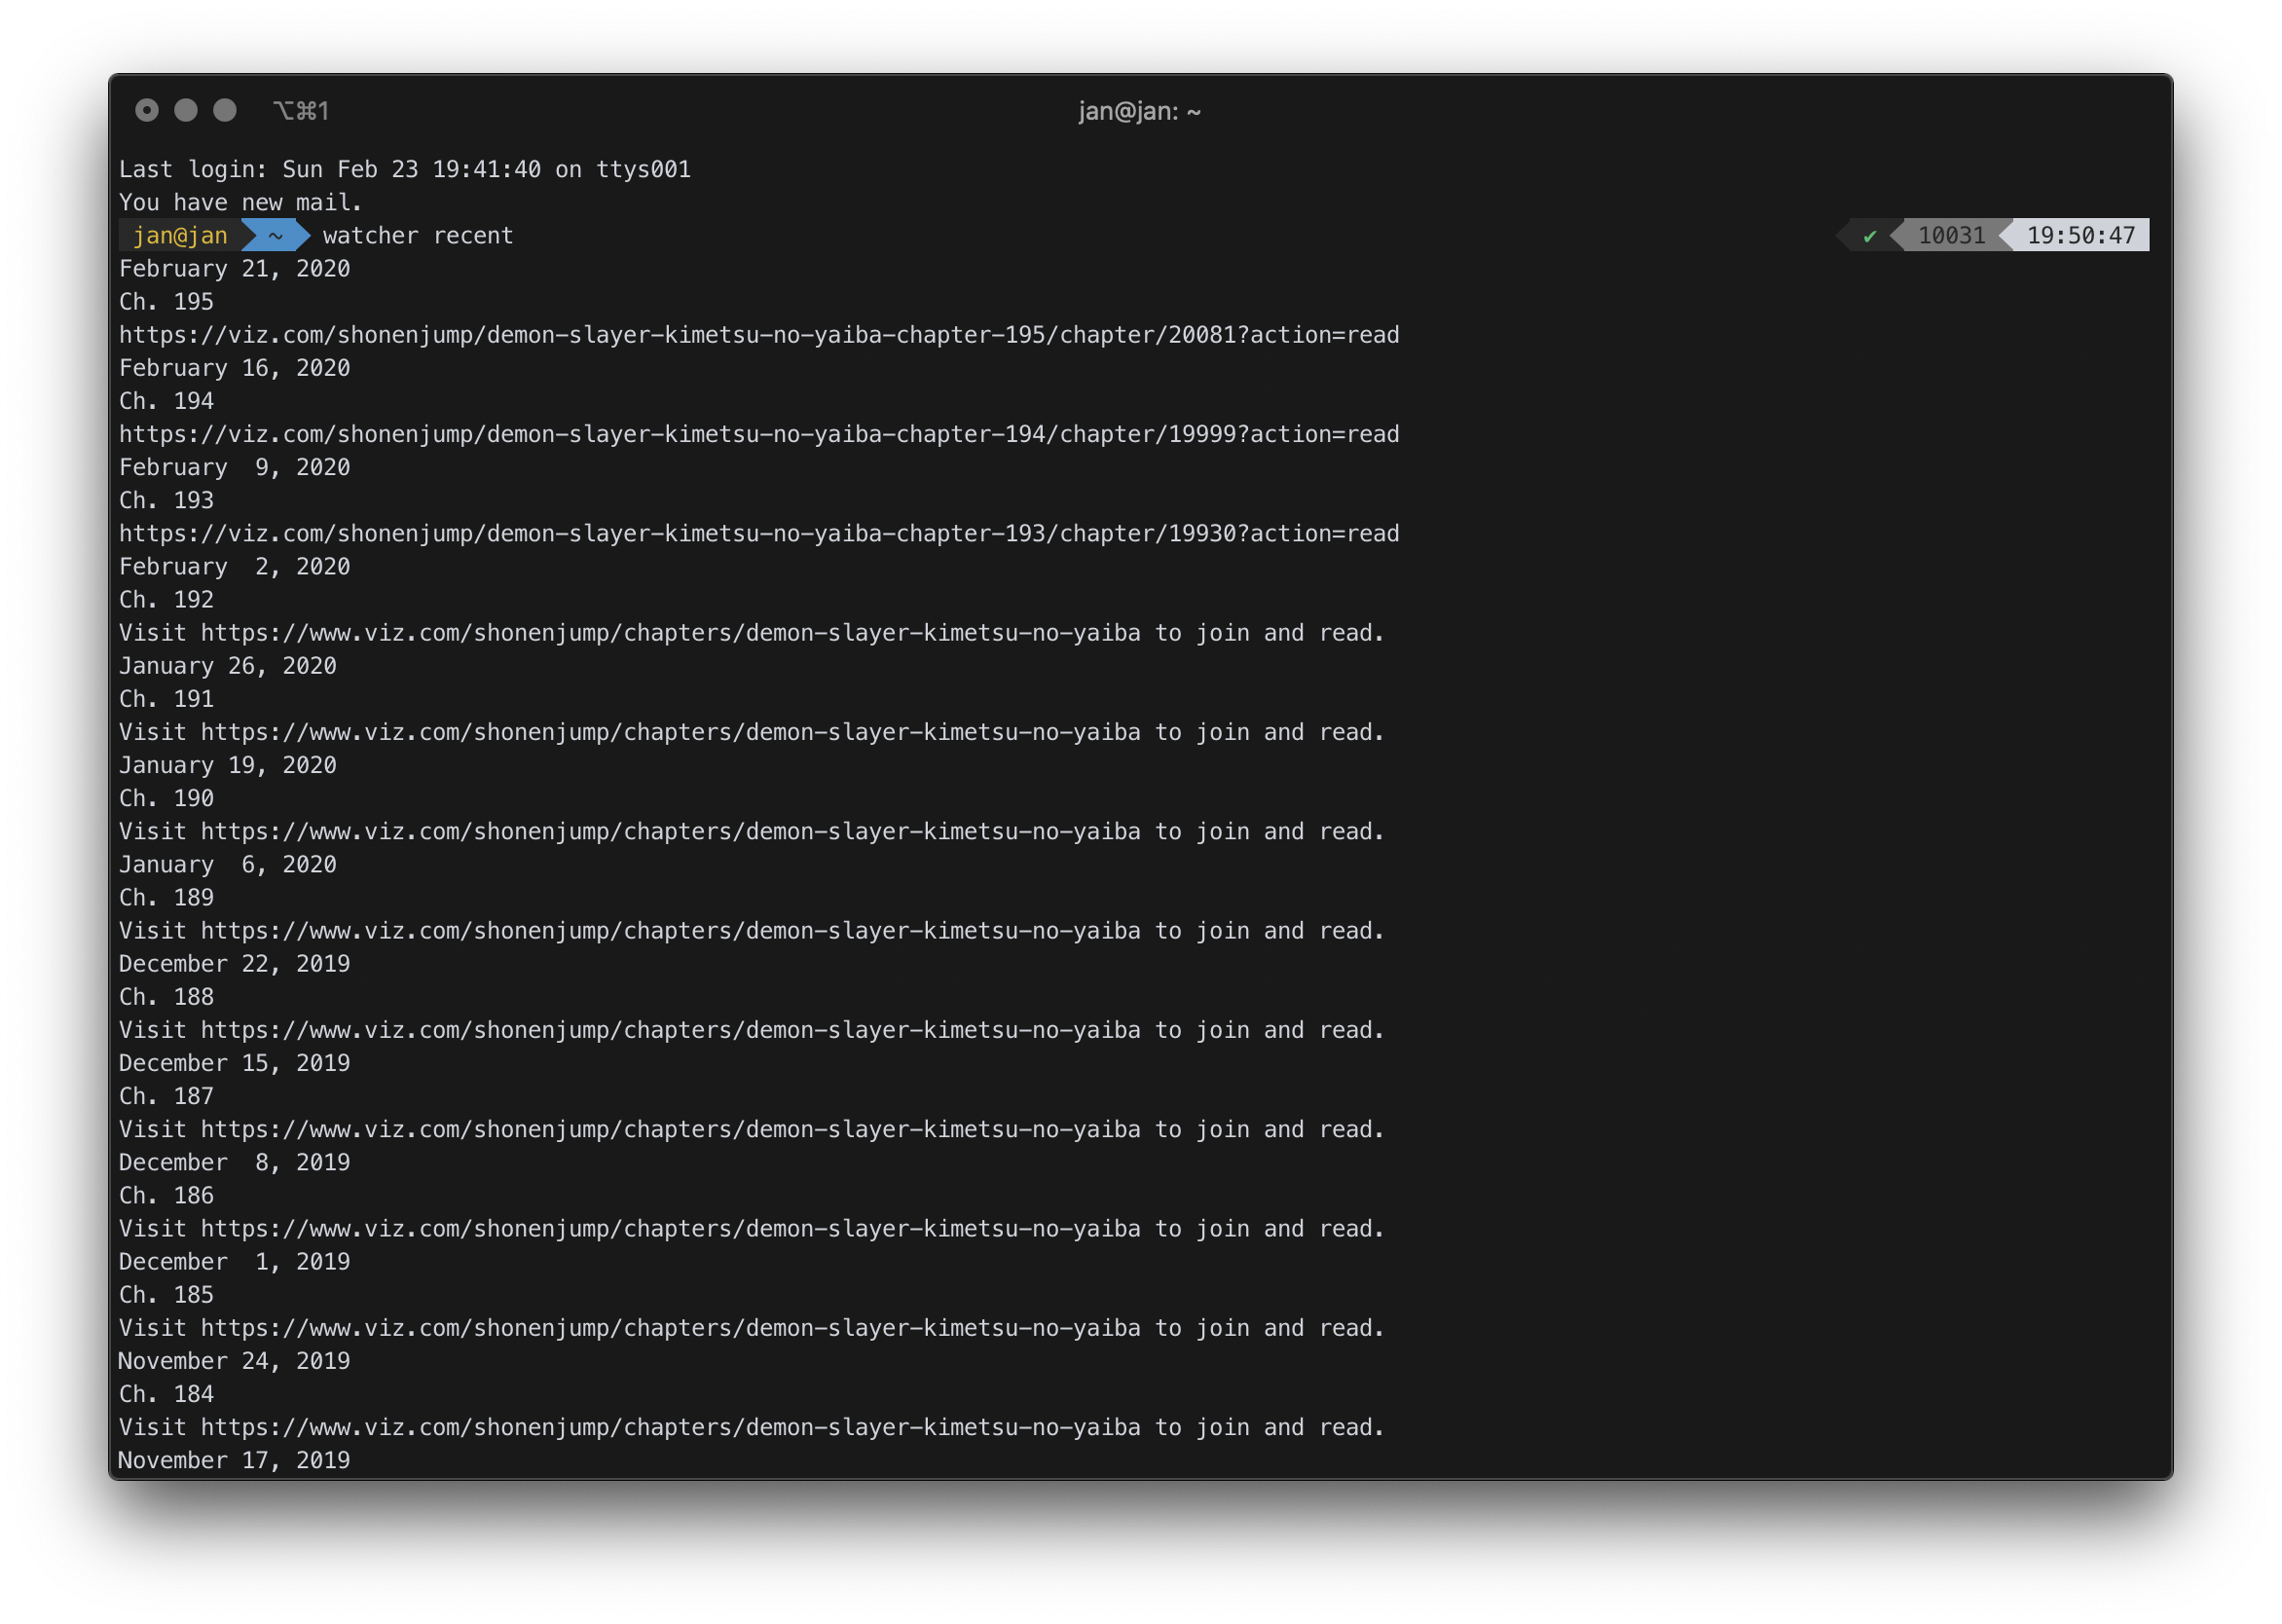 ⌥⌘1 jan@jan: ~
Last login: Sun Feb 23 19:41:40 on ttys001
You have new mail.
jan@jan ~ watcher recent ✔ 10031 19:50:47
February 21, 2020
Ch. 195
https://viz.com/shonenjump/demon-slayer-kimetsu-no-yaiba-chapter-195/chapter/20081?action=read
February 16, 2020
Ch. 194
https://viz.com/shonenjump/demon-slayer-kimetsu-no-yaiba-chapter-194/chapter/19999?action=read
February  9, 2020
Ch. 193
https://viz.com/shonenjump/demon-slayer-kimetsu-no-yaiba-chapter-193/chapter/19930?action=read
February  2, 2020
Ch. 192
Visit https://www.viz.com/shonenjump/chapters/demon-slayer-kimetsu-no-yaiba to join and read.
January 26, 2020
Ch. 191
Visit https://www.viz.com/shonenjump/chapters/demon-slayer-kimetsu-no-yaiba to join and read.
January 19, 2020
Ch. 190
Visit https://www.viz.com/shonenjump/chapters/demon-slayer-kimetsu-no-yaiba to join and read.
January  6, 2020
Ch. 189
Visit https://www.viz.com/shonenjump/chapters/demon-slayer-kimetsu-no-yaiba to join and read.
December 22, 2019
Ch. 188
Visit https://www.viz.com/shonenjump/chapters/demon-slayer-kimetsu-no-yaiba to join and read.
December 15, 2019
Ch. 187
Visit https://www.viz.com/shonenjump/chapters/demon-slayer-kimetsu-no-yaiba to join and read.
December  8, 2019
Ch. 186
Visit https://www.viz.com/shonenjump/chapters/demon-slayer-kimetsu-no-yaiba to join and read.
December  1, 2019
Ch. 185
Visit https://www.viz.com/shonenjump/chapters/demon-slayer-kimetsu-no-yaiba to join and read.
November 24, 2019
Ch. 184
Visit https://www.viz.com/shonenjump/chapters/demon-slayer-kimetsu-no-yaiba to join and read.
November 17, 2019